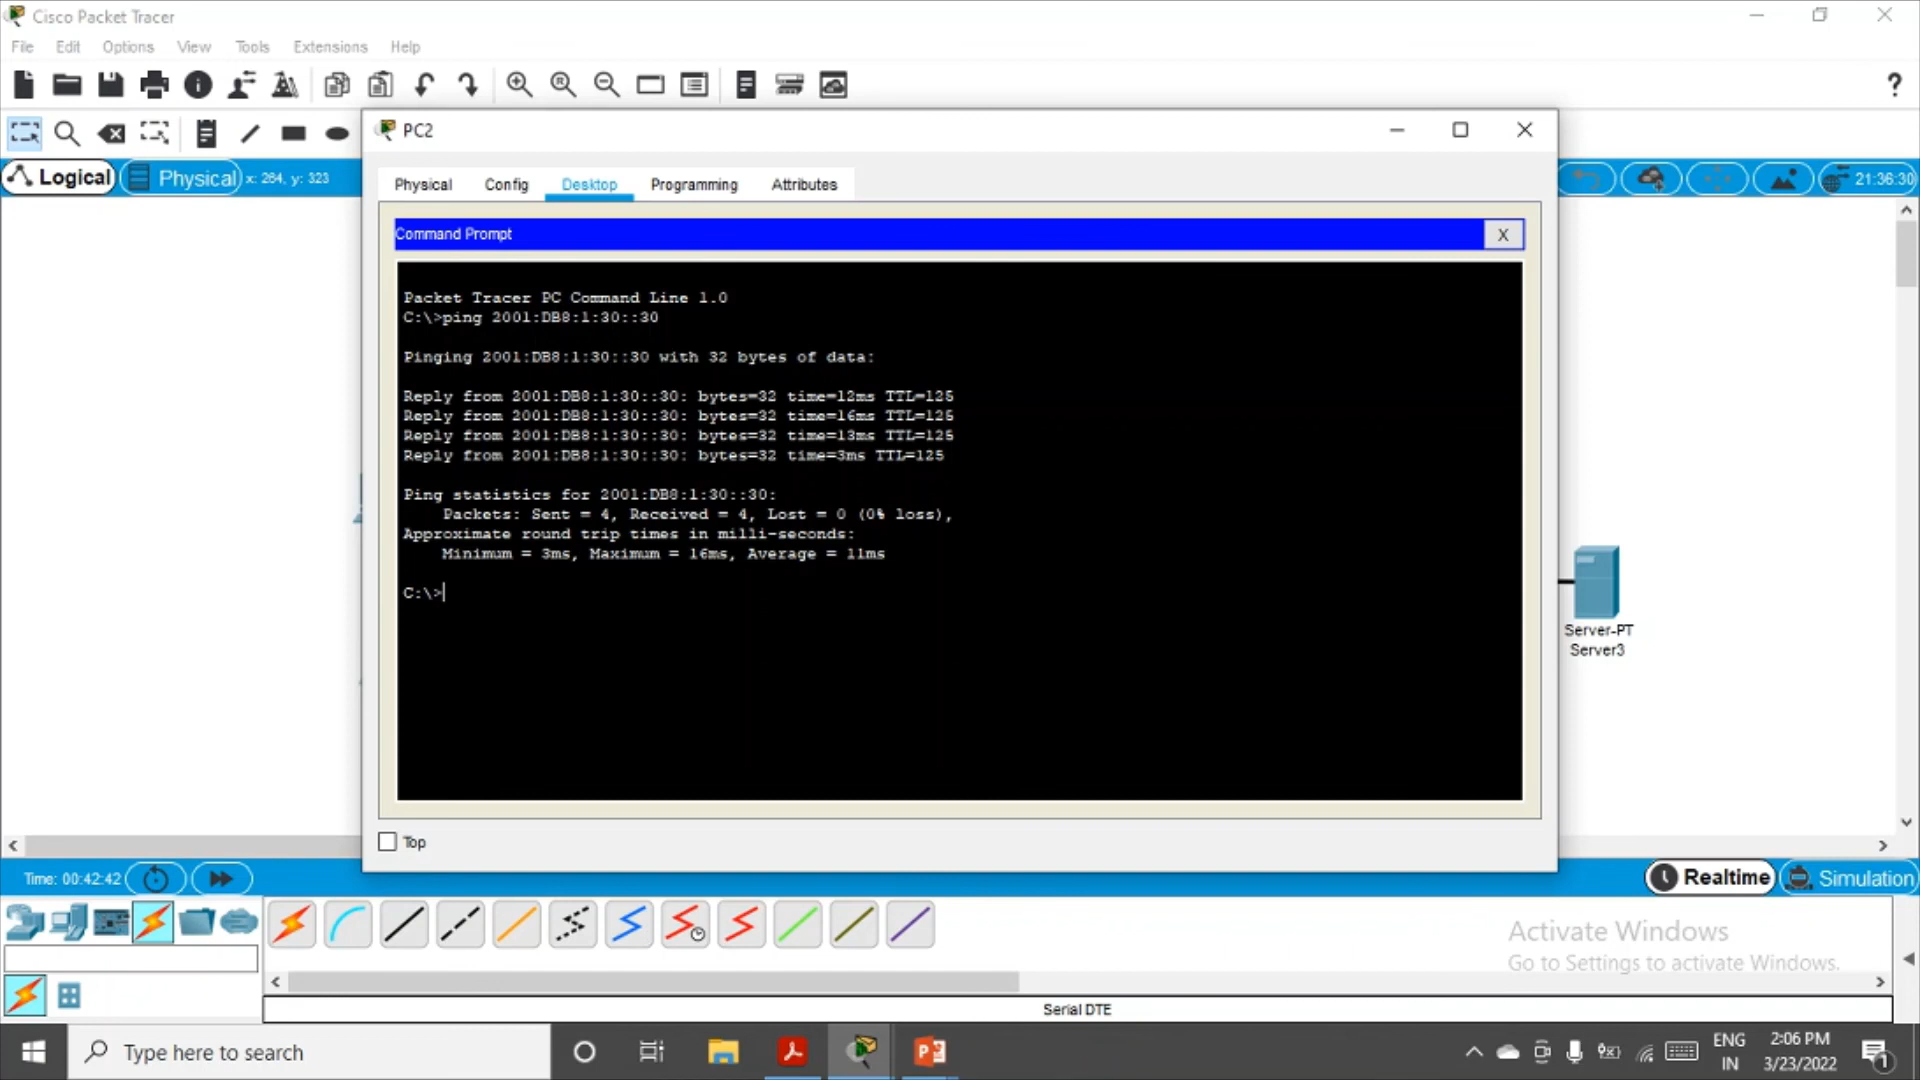 Cisco Packet Tracer
File Edit Options View Tools Extensions Help
?
PC2
Logical Physical x: 264, y: 323
21:36:30
Physical Config Desktop Programming Attributes
Command Prompt
X
Packet Tracer PC Command Line 1.0
C:\>ping 2001:DB8:1:30::30
Pinging 2001:DB8:1:30::30 with 32 bytes of data:
Reply from 2001:DB8:1:30::30: bytes=32 time=12ms TTL=125
Reply from 2001:DB8:1:30::30: bytes=32 time=16ms TTL=125
Reply from 2001:DB8:1:30::30: bytes=32 time=13ms TTL=125
Reply from 2001:DB8:1:30::30: bytes=32 time=3ms TTL=125
Ping statistics for 2001:DB8:1:30::30:
Packets: Sent = 4, Received = 4, Lost = 0 (0% loss),
Approximate round trip times in milli-seconds:
Minimum = 3ms, Maximum = 16ms, Average = 11ms
C:\>
Server-PT
Server3
Top
Time: 00:42:42
Realtime Simulation
Activate Windows
Go to Settings to activate Windows.
Serial DTE
Type here to search
ENG
IN
2:06 PM
3/23/2022
1